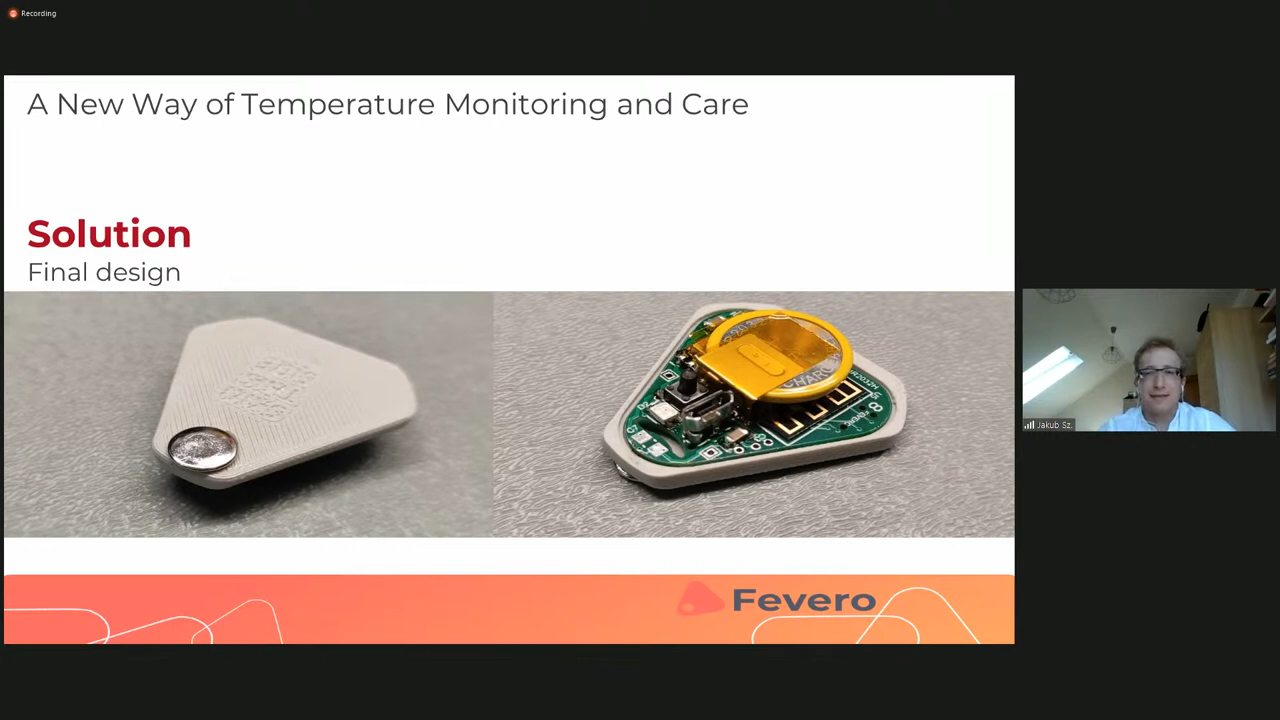 Recording
A New Way of Temperature Monitoring and Care
Solution
Final design
Fevero
Jakub Sz.